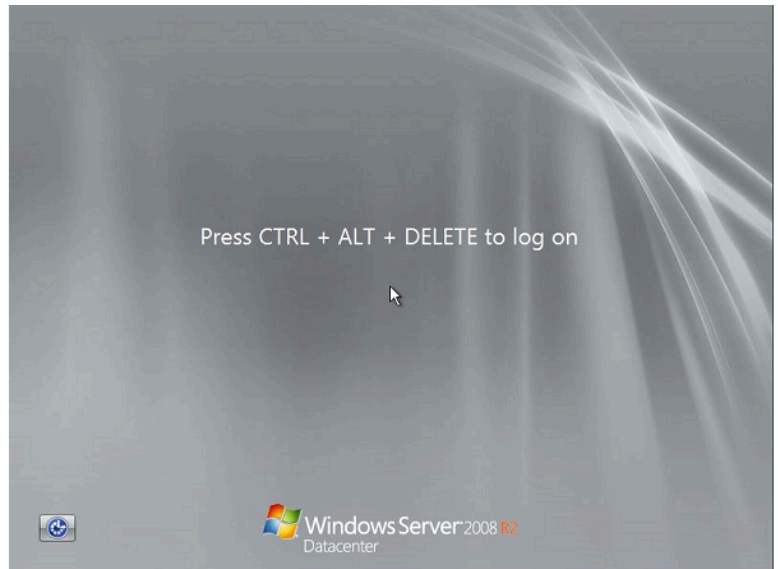 Press CTRL + ALT + DELETE to log on
Windows Server 2008 R2
Datacenter